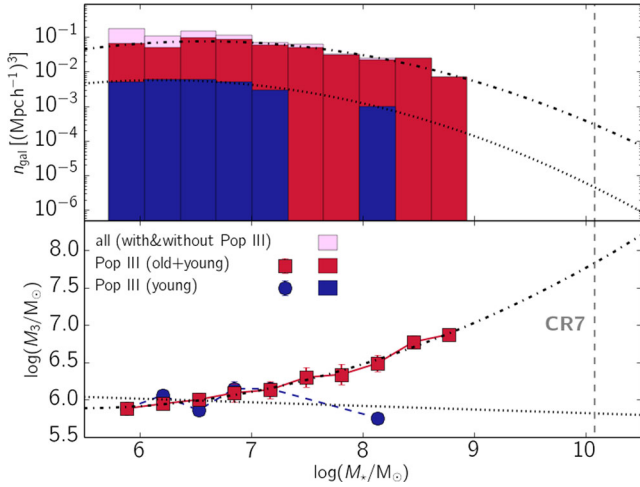 n_gal [(Mpch⁻¹)³]
10⁻¹
10⁻²
10⁻³
10⁻⁴
10⁻⁵
10⁻⁶
all (with&without Pop III)
Pop III (old+young)
Pop III (young)
CR7
log(M₃/M⊙)
8.0
7.5
7.0
6.5
6.0
5.5
6 7 8 9 10
log(M⋆/M⊙)